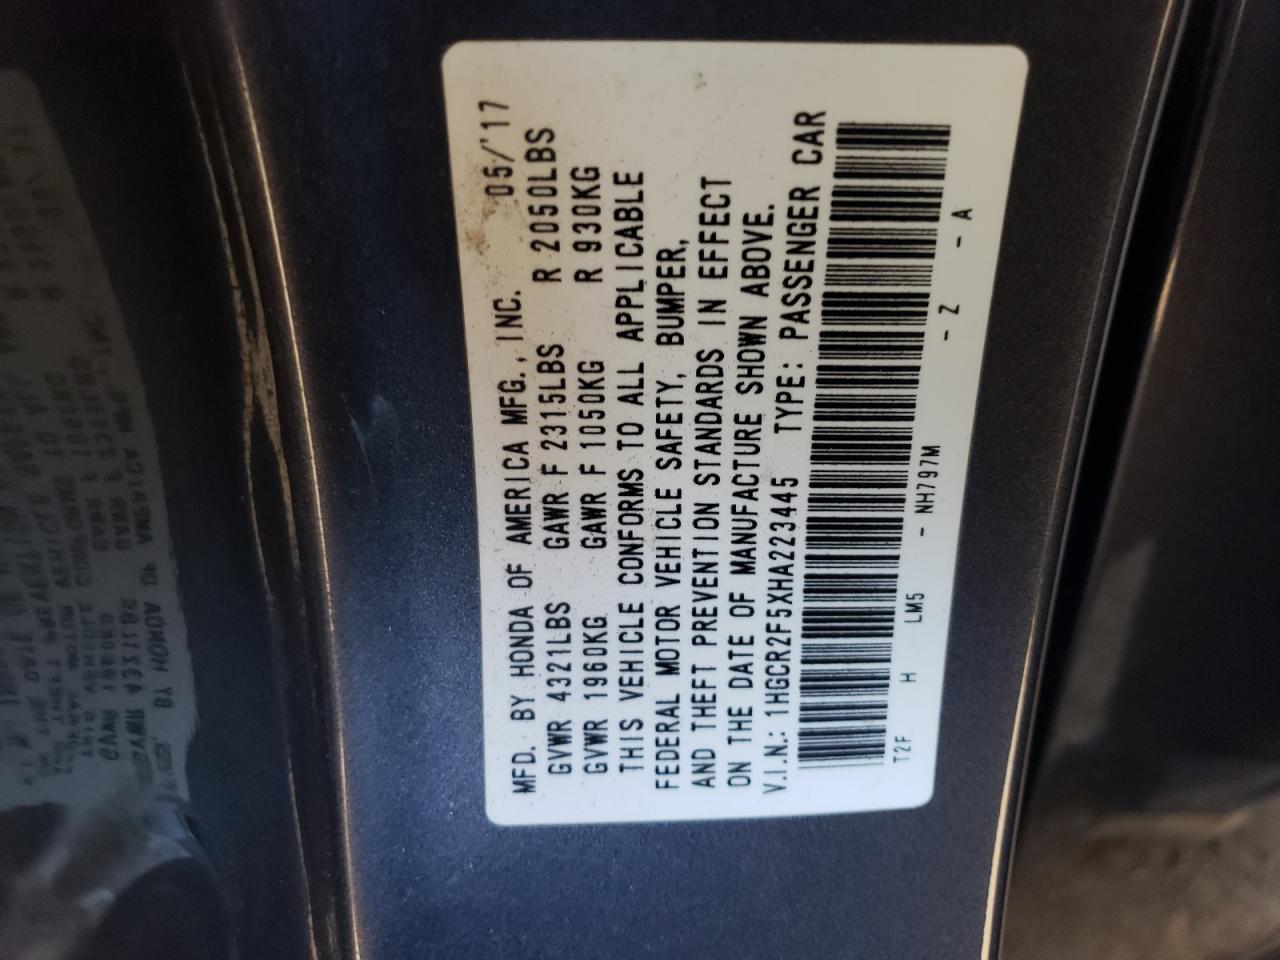 MFD. BY HONDA OF AMERICA MFG., INC. 05/'17
GVWR 4321LBS GAWR F 2315LBS R 2050LBS
GVWR 1960KG GAWR F 1050KG R 930KG
THIS VEHICLE CONFORMS TO ALL APPLICABLE
FEDERAL MOTOR VEHICLE SAFETY, BUMPER,
AND THEFT PREVENTION STANDARDS IN EFFECT
ON THE DATE OF MANUFACTURE SHOWN ABOVE.
V.I.N.: 1HGCR2F5XHA223445 TYPE: PASSENGER CAR
T2F H LM5 - NH797M - Z - A